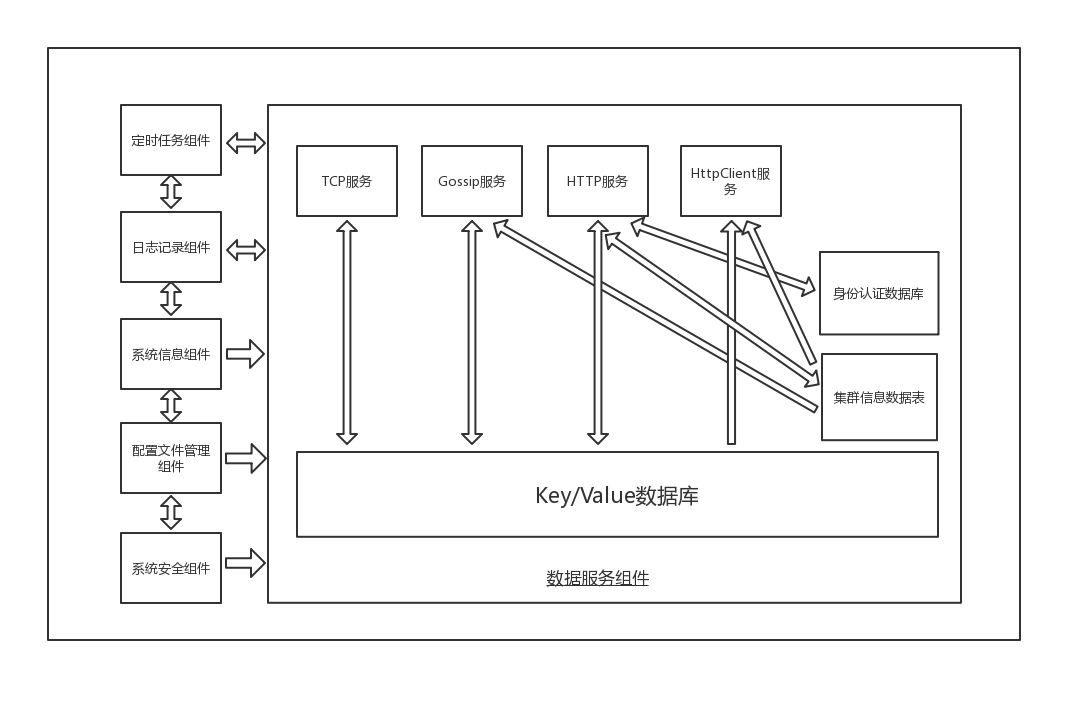 定时任务组件
日志记录组件
系统信息组件
配置文件管理
组件
系统安全组件
TCP服务
Gossip服务
HTTP服务
HttpClient服
务
身份认证数据库
集群信息数据表
Key/Value数据库
数据服务组件